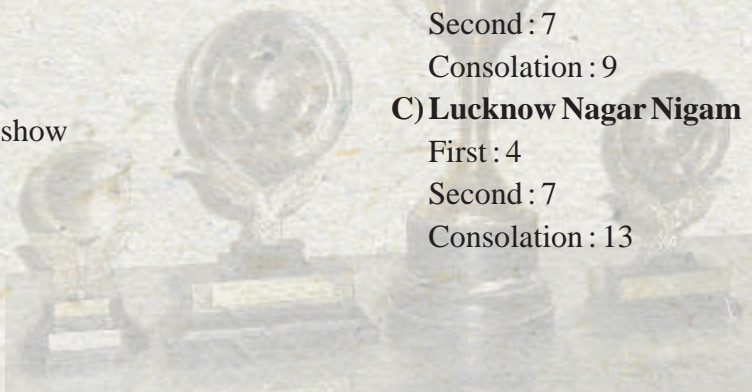 show
Second : 7
Consolation : 9
C) Lucknow Nagar Nigam
First : 4
Second : 7
Consolation : 13